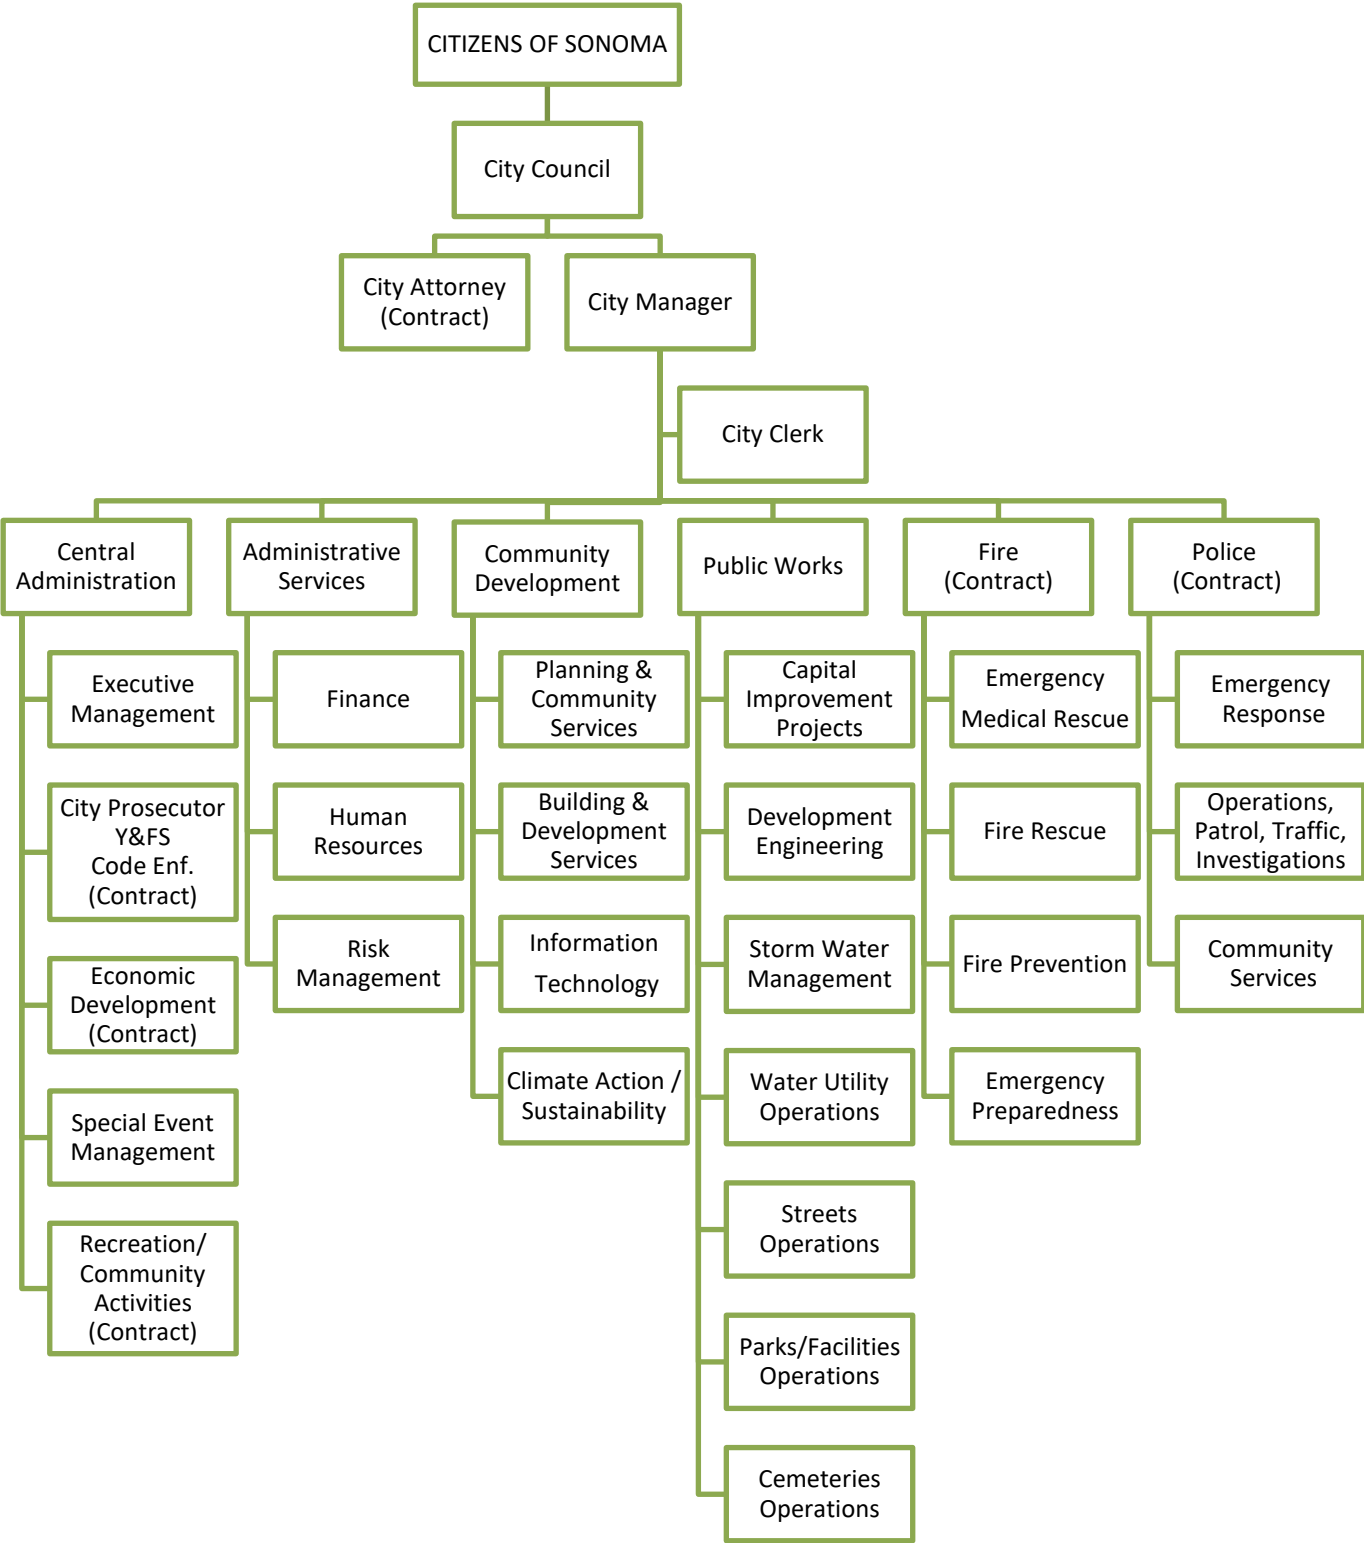 CITIZENS OF SONOMA
City Council
City Attorney
(Contract)
City Manager
City Clerk
Central
Administration
Executive
Management
City Prosecutor
Y&FS
Code Enf.
(Contract)
Economic
Development
(Contract)
Special Event
Management
Recreation/
Community
Activities
(Contract)
Administrative
Services
Finance
Human
Resources
Risk
Management
Community
Development
Planning &
Community
Services
Building &
Development
Services
Information
Technology
Climate Action /
Sustainability
Public Works
Capital
Improvement
Projects
Development
Engineering
Storm Water
Management
Water Utility
Operations
Streets
Operations
Parks/Facilities
Operations
Cemeteries
Operations
Fire
(Contract)
Emergency
Medical Rescue
Fire Rescue
Fire Prevention
Emergency
Preparedness
Police
(Contract)
Emergency
Response
Operations,
Patrol, Traffic,
Investigations
Community
Services